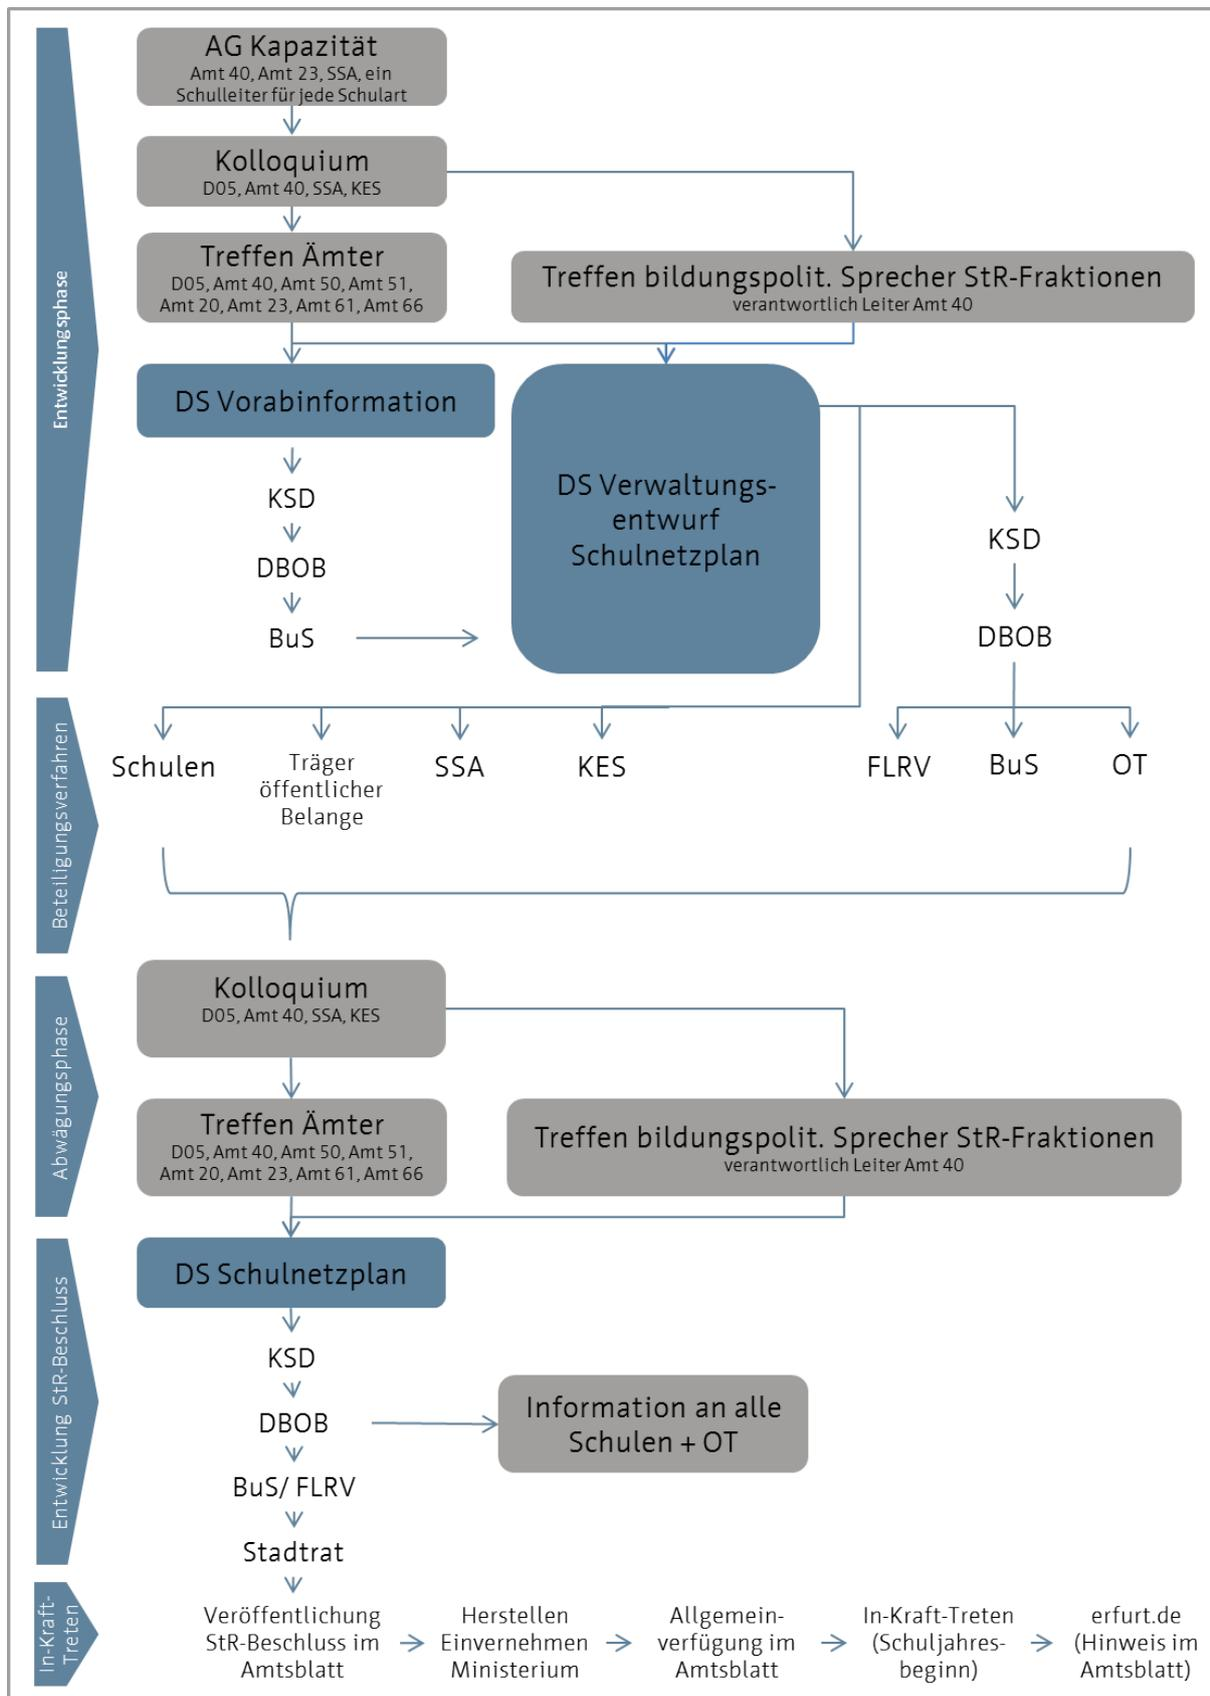 Entwicklungsphase
AG Kapazität
Amt 40, Amt 23, SSA, ein
Schulleiter für jede Schulart
Kolloquium
D05, Amt 40, SSA, KES
Treffen Ämter
D05, Amt 40, Amt 50, Amt 51,
Amt 20, Amt 23, Amt 61, Amt 66
Treffen bildungspolit. Sprecher StR-Fraktionen
verantwortlich Leiter Amt 40
DS Vorabinformation
KSD
DBOB
BuS
DS Verwaltungs-
entwurf
Schulnetzplan
KSD
DBOB
Beteiligungsverfahren
Schulen
Träger
öffentlicher
Belange
SSA
KES
FLRV
BuS
OT
Abwägungsphase
Kolloquium
D05, Amt 40, SSA, KES
Treffen Ämter
D05, Amt 40, Amt 50, Amt 51,
Amt 20, Amt 23, Amt 61, Amt 66
Treffen bildungspolit. Sprecher StR-Fraktionen
verantwortlich Leiter Amt 40
Entwicklung StR-Beschluss
DS Schulnetzplan
KSD
DBOB
Information an alle
Schulen + OT
BuS/ FLRV
Stadtrat
In-Kraft-
Treten
Veröffentlichung
StR-Beschluss im
Amtsblatt
Herstellen
Einvernehmen
Ministerium
Allgemein-
verfügung im
Amtsblatt
In-Kraft-Treten
(Schuljahres-
beginn)
erfurt.de
(Hinweis im
Amtsblatt)